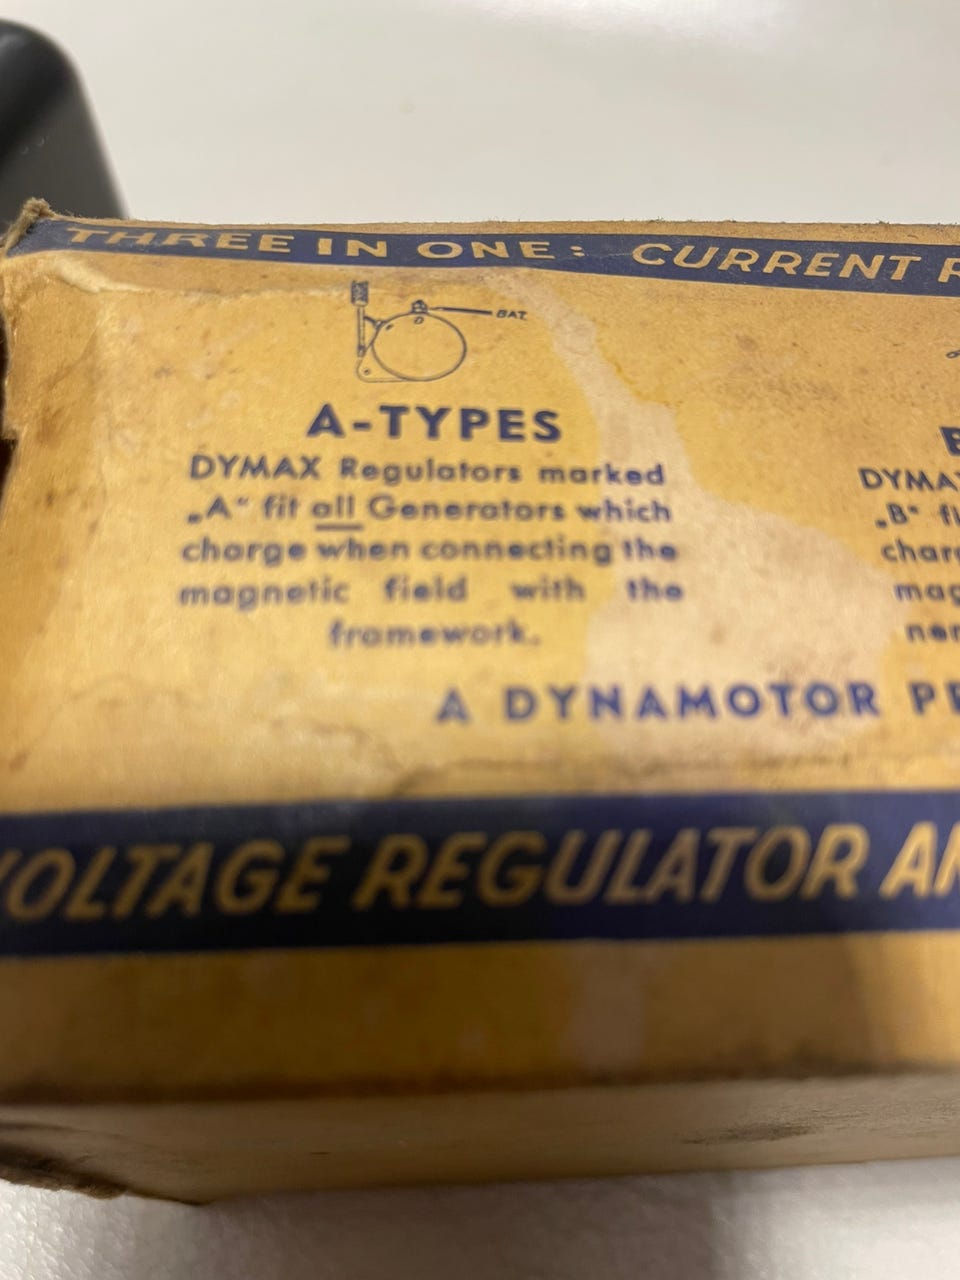 THREE IN ONE: CURRENT
BAT.
A-TYPES
DYMAX Regulators marked
„A“ fit all Generators which
charge when connecting the
magnetic field with the
framework.
„B“
A DYNAMOTOR
VOLTAGE REGULATOR